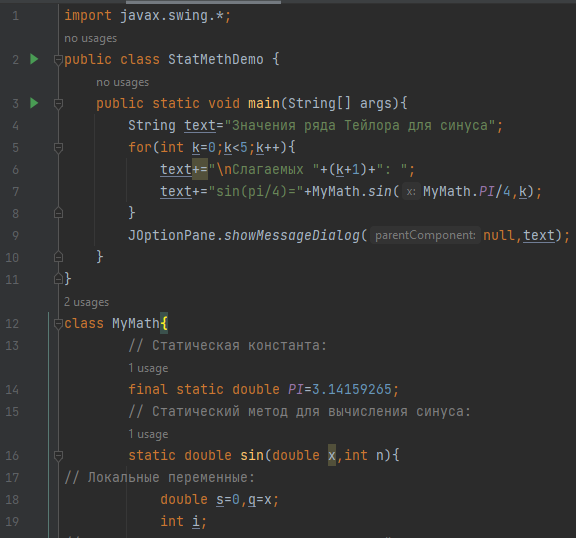 1 import javax.swing.*;
no usages
2 public class StatMethDemo {
no usages
3 public static void main(String[] args){
4 String text="Значения ряда Тейлора для синуса";
5 for(int k=0;k<5;k++){
6 text+="\nСлагаемых "+(k+1)+": ";
7 text+="sin(pi/4)="+MyMath.sin( x: MyMath.PI/4,k);
8 }
9 JOptionPane.showMessageDialog( parentComponent: null,text);
10 }
11 }
2 usages
12 class MyMath{
13 // Статическая константа:
1 usage
14 final static double PI=3.14159265;
15 // Статический метод для вычисления синуса:
1 usage
16 static double sin(double x,int n){
17 // Локальные переменные:
18 double s=0,q=x;
19 int i;